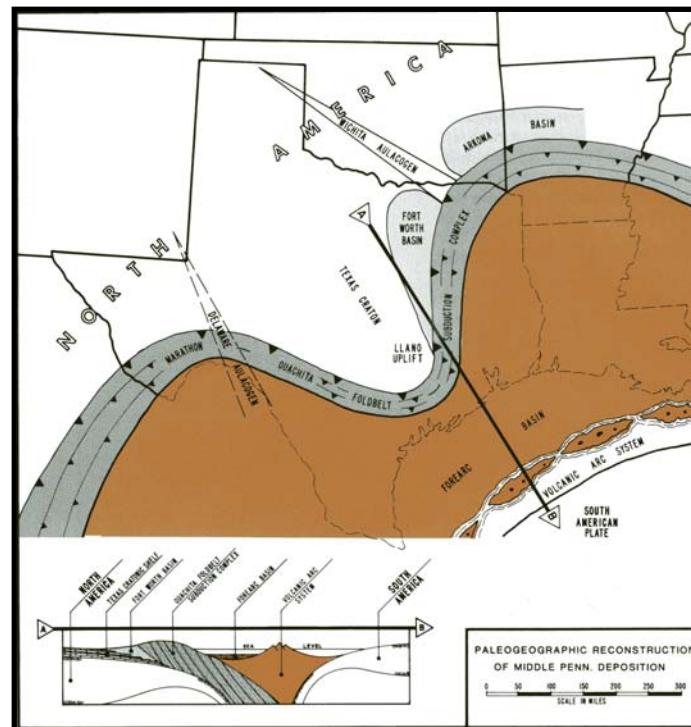 NORTH AMERICA
WICHITA AULACOGEN
ARKOMA BASIN
FORT WORTH BASIN
A
TEXAS CRATON
LLANO UPLIFT
SUBDUCTION COMPLEX
DELAWARE AULACOGEN
MARATHON OUACHITA FOLDBELT
FOREARC BASIN
VOLCANIC ARC SYSTEM
B
SOUTH AMERICAN PLATE
NORTH AMERICA
TEXAS CRATONIC SHELF
FORT WORTH BASIN
OUACHITA FOLDBELT SUBDUCTION COMPLEX
FOREARC BASIN
VOLCANIC ARC SYSTEM
SOUTH AMERICA
A B
SEA LEVEL
PALEOGEOGRAPHIC RECONSTRUCTION
OF MIDDLE PENN. DEPOSITION
0 50 100 150 200 250 300
SCALE IN MILES